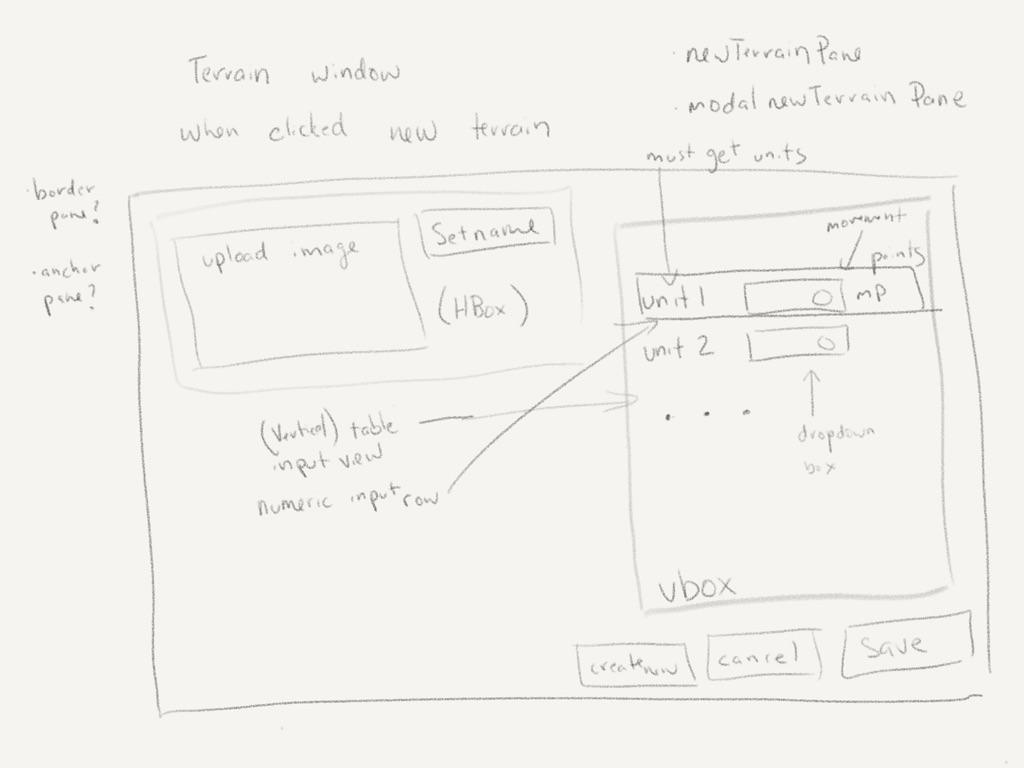 Terrain window
when clicked new terrain
· newTerrainPane
· modal newTerrain Pane
must get units
· border
pane?
· anchor
pane?
upload image
Setname
(HBox)
movement
points
unit 1 0 mp
unit 2 0
. . .
dropdown
box
(Vertical) table
input view
numeric input row
vbox
create new
cancel
Save